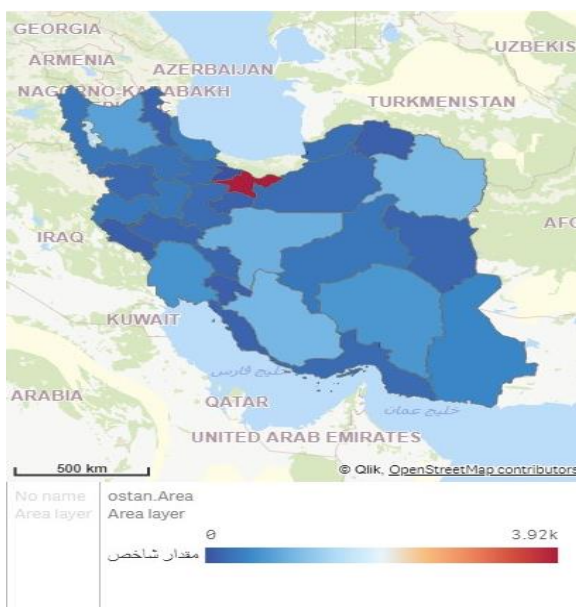 GEORGIA
UZBEKIS
ARMENIA
AZERBAIJAN
NAGORNO-KARABAKH
TURKMENISTAN
AFG
IRAQ
KUWAIT
خلیج فارس
ARABIA
QATAR
خلیج عمان
UNITED ARAB EMIRATES
500 km
© Qlik, OpenStreetMap contributors
No name ostan.Area
Area layer Area layer
0 3.92k
مقدار شاخص